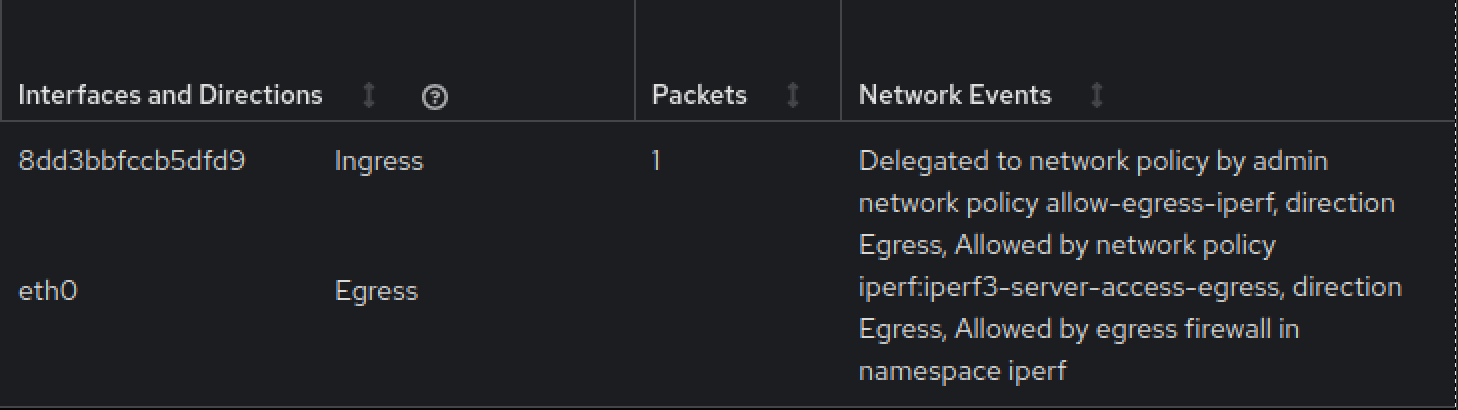 Interfaces and Directions Packets Network Events
8dd3bbfccb5dfd9 Ingress 1 Delegated to network policy by admin
network policy allow-egress-iperf, direction
Egress, Allowed by network policy
eth0 Egress iperf:iperf3-server-access-egress, direction
Egress, Allowed by egress firewall in
namespace iperf